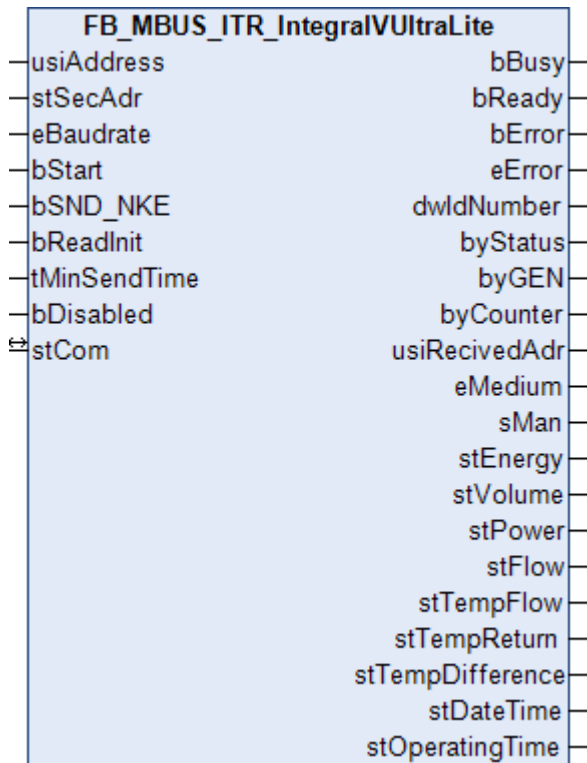 FB_MBUS_ITR_IntegralVUltraLite
usiAddress bBusy
stSecAdr bReady
eBaudrate bError
bStart eError
bSND_NKE dwIdNumber
bReadInit byStatus
tMinSendTime byGEN
bDisabled byCounter
stCom usiRecivedAdr
eMedium
sMan
stEnergy
stVolume
stPower
stFlow
stTempFlow
stTempReturn
stTempDifference
stDateTime
stOperatingTime